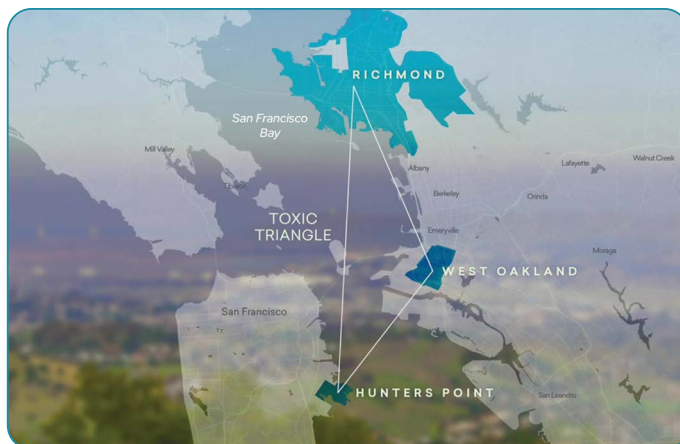 RICHMOND
San Francisco
Bay
Mill Valley
Tiburon
Albany
Lafayette
Walnut Creek
Berkeley
Orinda
TOXIC
TRIANGLE
Emeryville
Moraga
WEST OAKLAND
San Francisco
HUNTERS POINT
San Leandro